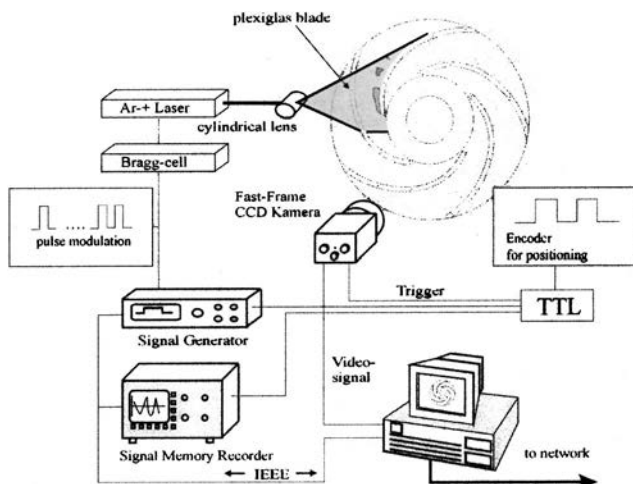 plexiglas blade
Ar-+ Laser
cylindrical lens
Bragg-cell
Fast-Frame
CCD Kamera
pulse modulation
Encoder
for positioning
Trigger
TTL
Signal Generator
Video-
signal
Signal Memory Recorder
IEEE
to network